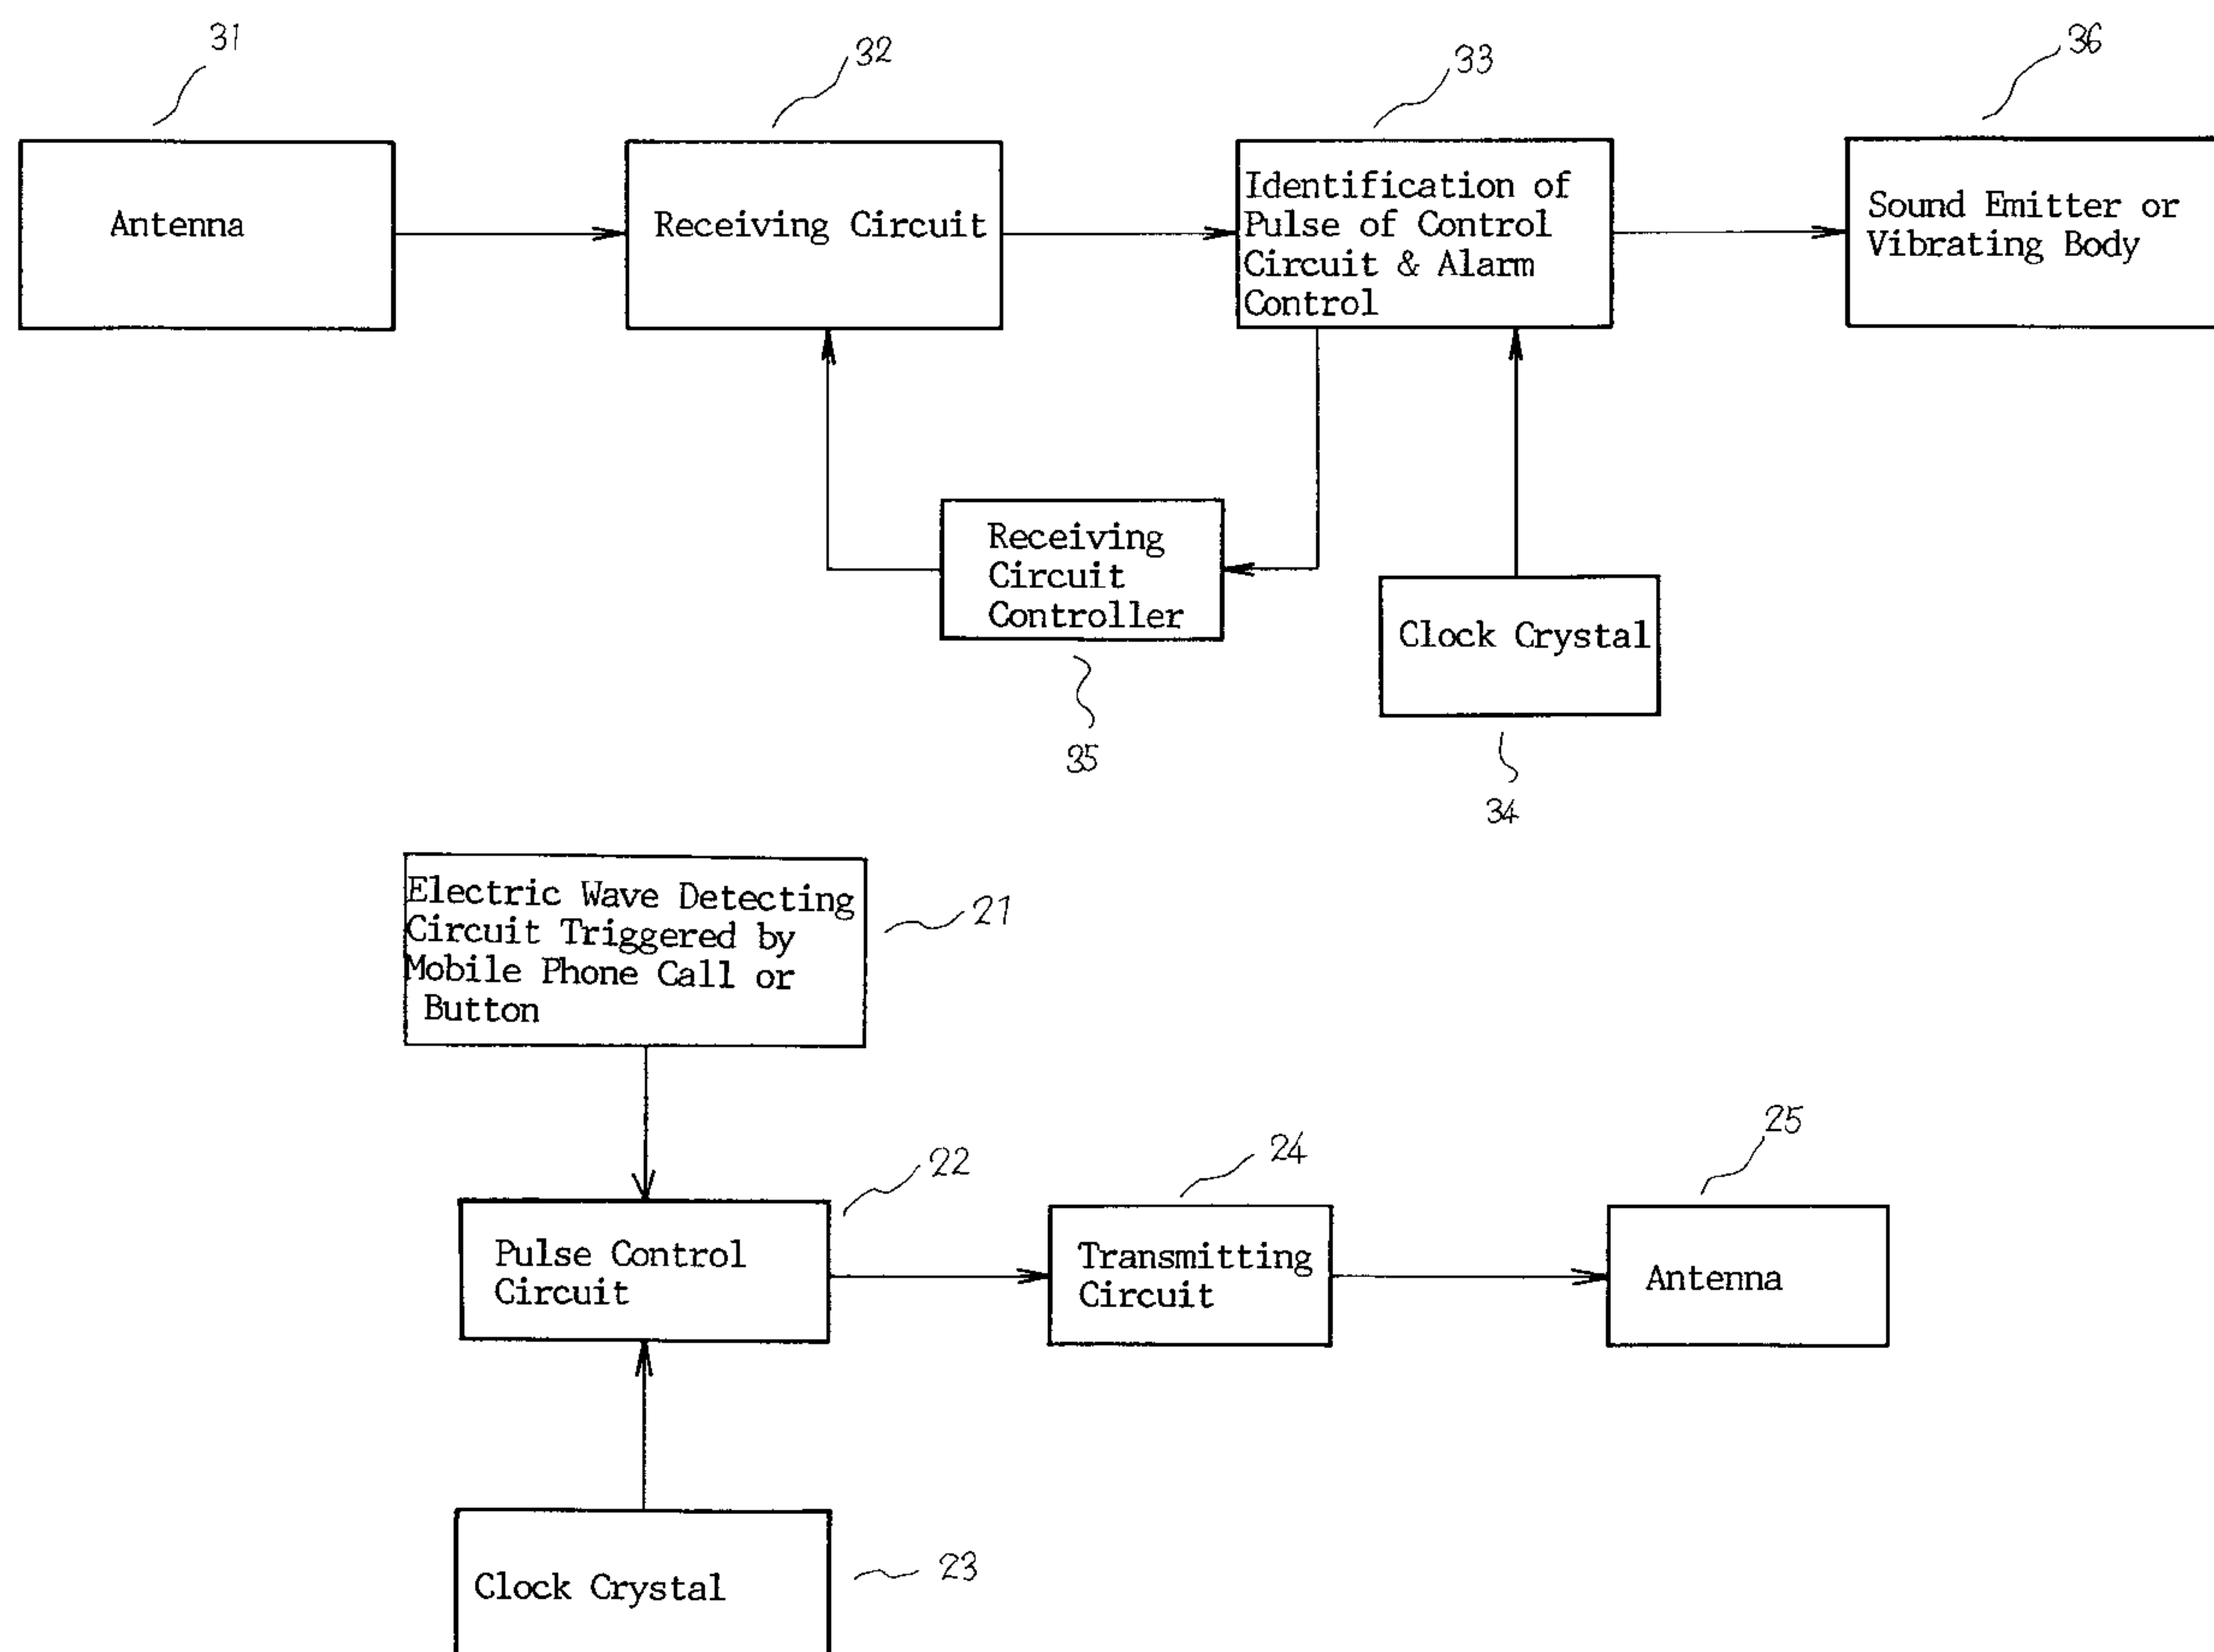 31
32
33
36
Antenna
Receiving Circuit
Identification of
Pulse of Control
Circuit & Alarm
Control
Sound Emitter or
Vibrating Body
Receiving
Circuit
Controller
Clock Crystal
35
34
Electric Wave Detecting
Circuit Triggered by
Mobile Phone Call or
Button
21
22
24
25
Pulse Control
Circuit
Transmitting
Circuit
Antenna
Clock Crystal
23